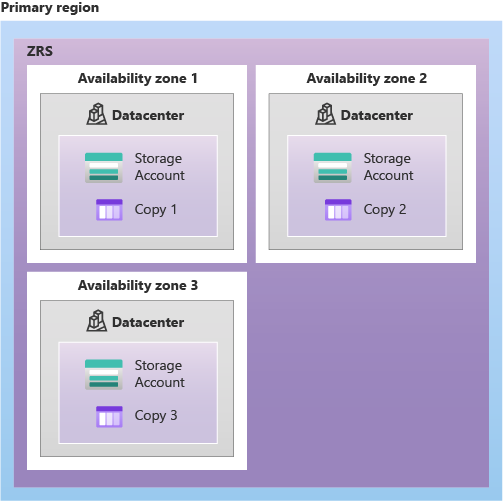 Primary region
ZRS
Availability zone 1
Datacenter
Storage
Account
Copy 1
Availability zone 2
Datacenter
Storage
Account
Copy 2
Availability zone 3
Datacenter
Storage
Account
Copy 3